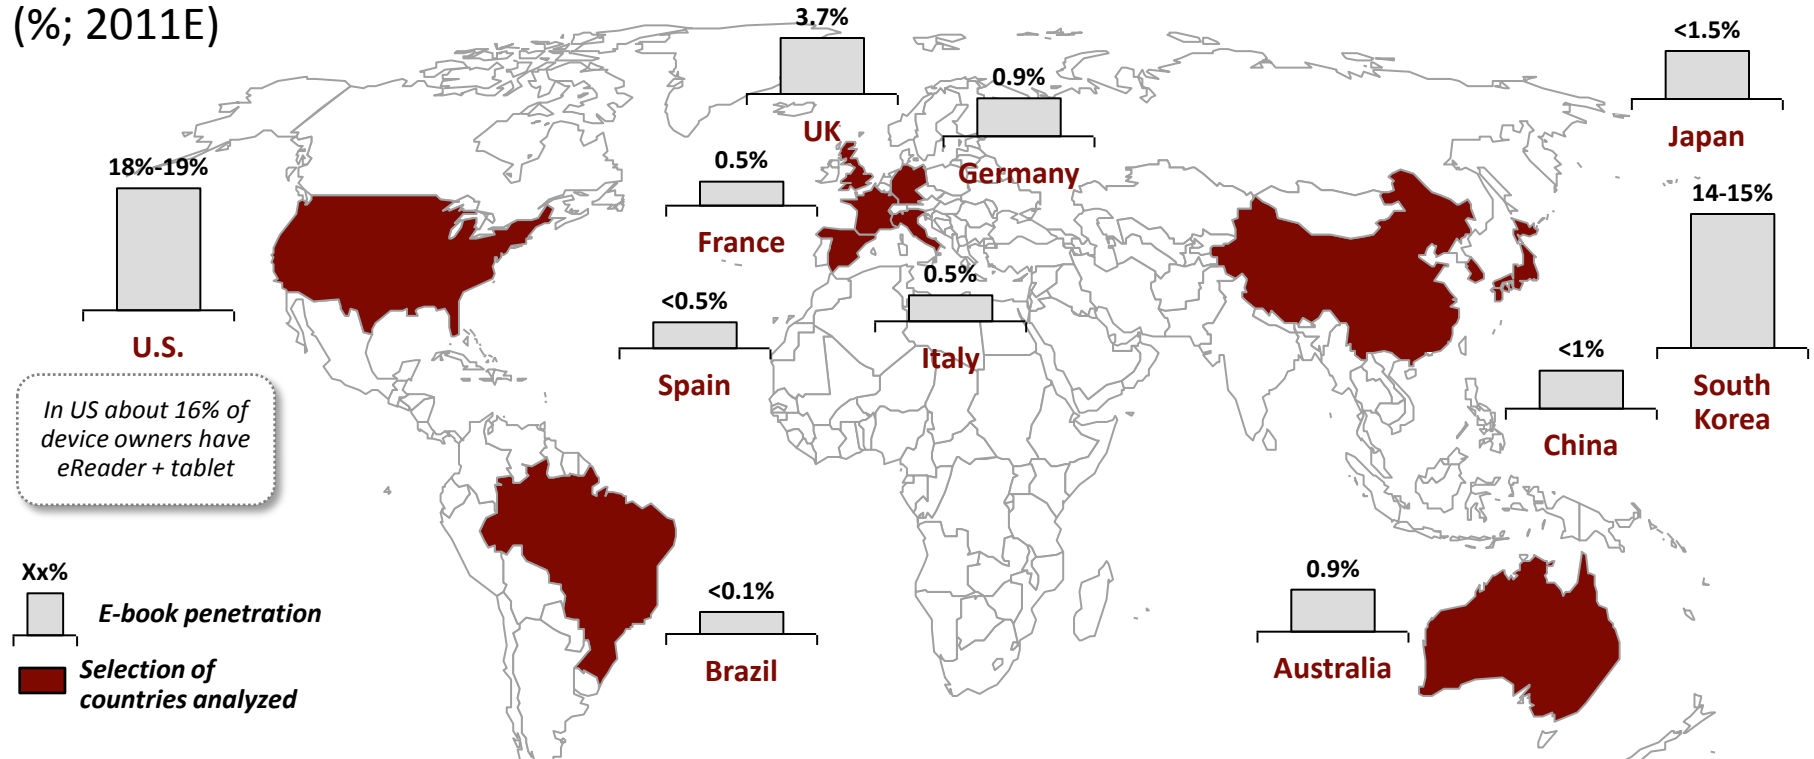 (%; 2011E)
3.7%
UK
0.9%
Germany
<1.5%
Japan
18%-19%
U.S.
0.5%
France
14-15%
South
Korea
<0.5%
Spain
0.5%
Italy
<1%
China
In US about 16% of
device owners have
eReader + tablet
Xx%
E-book penetration
Selection of
countries analyzed
<0.1%
Brazil
0.9%
Australia